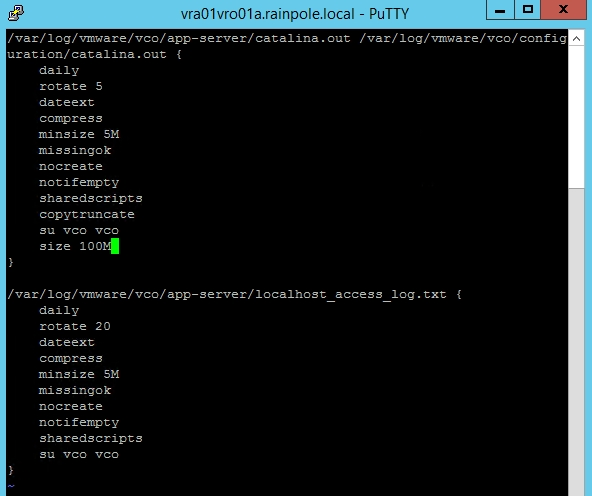 vra01vro01a.rainpole.local - PuTTY
/var/log/vmware/vco/app-server/catalina.out /var/log/vmware/vco/config
uration/catalina.out {
    daily
    rotate 5
    dateext
    compress
    minsize 5M
    missingok
    nocreate
    notifempty
    sharedscripts
    copytruncate
    su vco vco
    size 100M
}

/var/log/vmware/vco/app-server/localhost_access_log.txt {
    daily
    rotate 20
    dateext
    compress
    minsize 5M
    missingok
    nocreate
    notifempty
    sharedscripts
    su vco vco
}
~